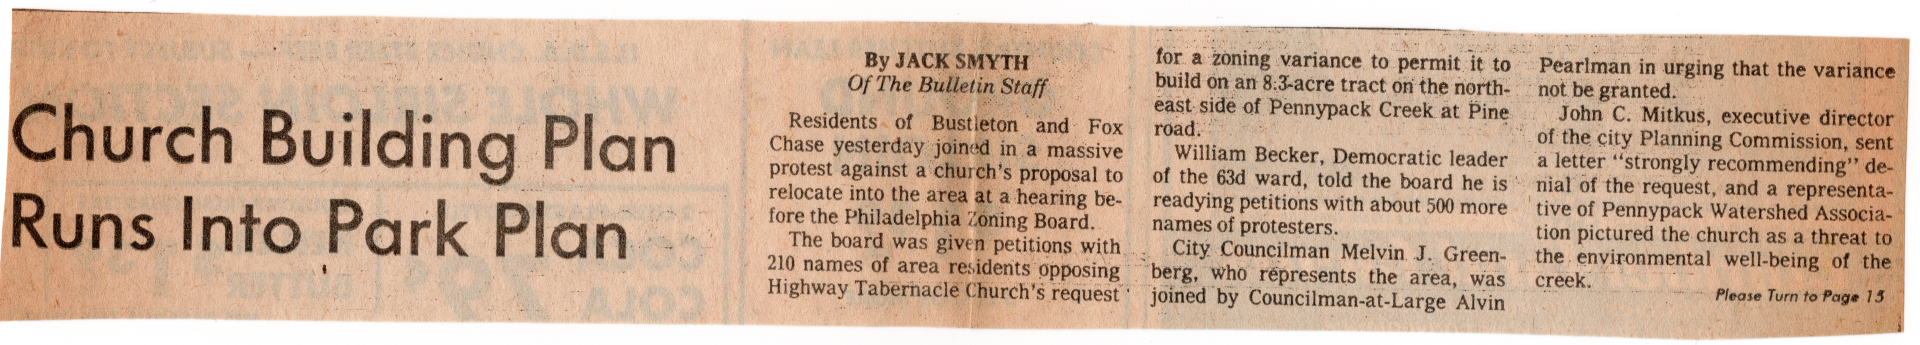 Church Building Plan
Runs Into Park Plan
By JACK SMYTH
Of The Bulletin Staff
Residents of Bustleton and Fox
Chase yesterday joined in a massive
protest against a church's proposal to
relocate into the area at a hearing be-
fore the Philadelphia Zoning Board.
The board was given petitions with
210 names of area residents opposing
Highway Tabernacle Church's request
for a zoning variance to permit it to
build on an 8.3-acre tract on the north-
east side of Pennypack Creek at Pine
road.
William Becker, Democratic leader
of the 63d ward, told the board he is
readying petitions with about 500 more
names of protesters.
City Councilman Melvin J. Green-
berg, who represents the area, was
joined by Councilman-at-Large Alvin
Pearlman in urging that the variance
not be granted.
John C. Mitkus, executive director
of the city Planning Commission, sent
a letter "strongly recommending" de-
nial of the request, and a representa-
tive of Pennypack Watershed Associa-
tion pictured the church as a threat to
the environmental well-being of the
creek.
Please Turn to Page 15